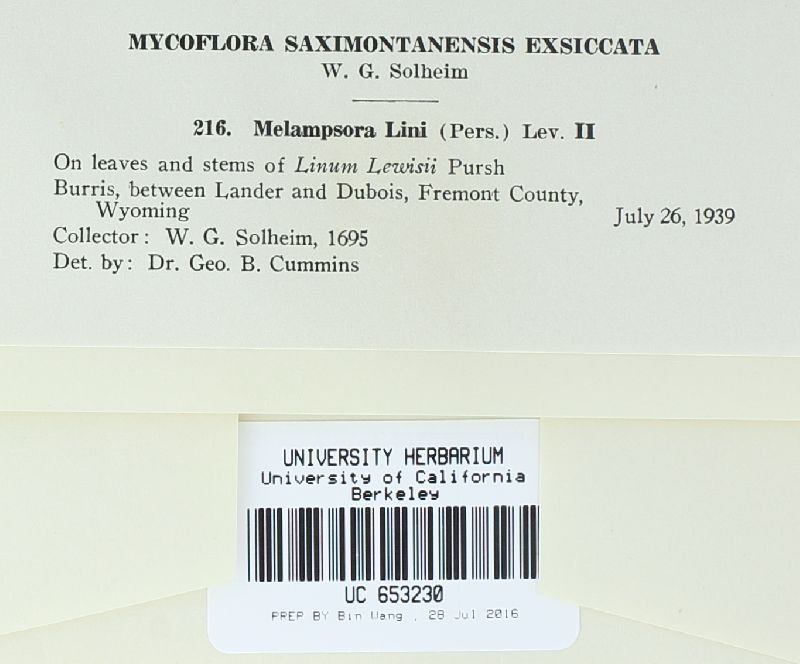 MYCOFLORA SAXIMONTANENSIS EXSICCATA
W. G. Solheim
216. Melampsora Lini (Pers.) Lev. II
On leaves and stems of Linum Lewisii Pursh
Burris, between Lander and Dubois, Fremont County,
Wyoming July 26, 1939
Collector: W. G. Solheim, 1695
Det. by: Dr. Geo. B. Cummins
UNIVERSITY HERBARIUM
University of California
Berkeley
UC 653230
PREP BY Bin Wang , 28 Jul 2016